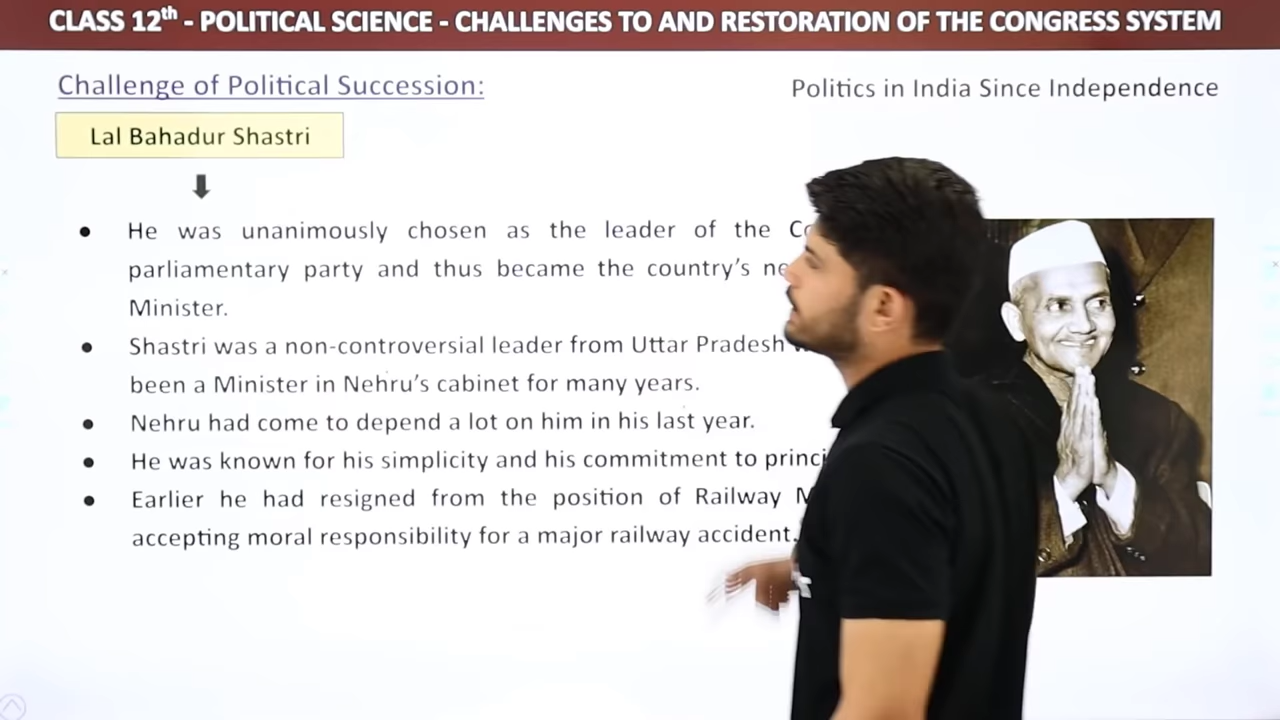 CLASS 12th - POLITICAL SCIENCE - CHALLENGES TO AND RESTORATION OF THE CONGRESS SYSTEM
Challenge of Political Succession:
Politics in India Since Independence
Lal Bahadur Shastri
He was unanimously chosen as the leader of the
parliamentary party and thus became the country's
Minister.
Shastri was a non-controversial leader from Uttar Pradesh
been a Minister in Nehru's cabinet for many years.
Nehru had come to depend a lot on him in his last year.
He was known for his simplicity and his commitment to
Earlier he had resigned from the position of Railway
accepting moral responsibility for a major railway accident.